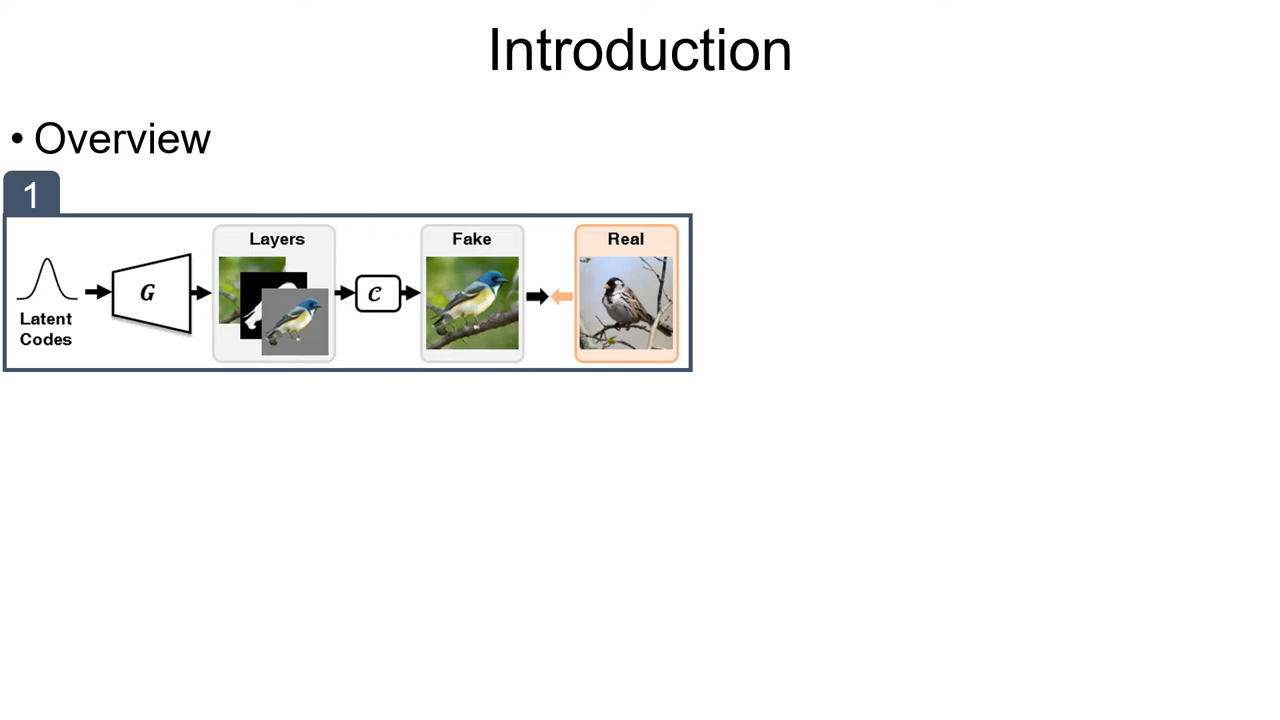 Introduction
• Overview
1
Layers
Fake
Real
G
C
Latent
Codes